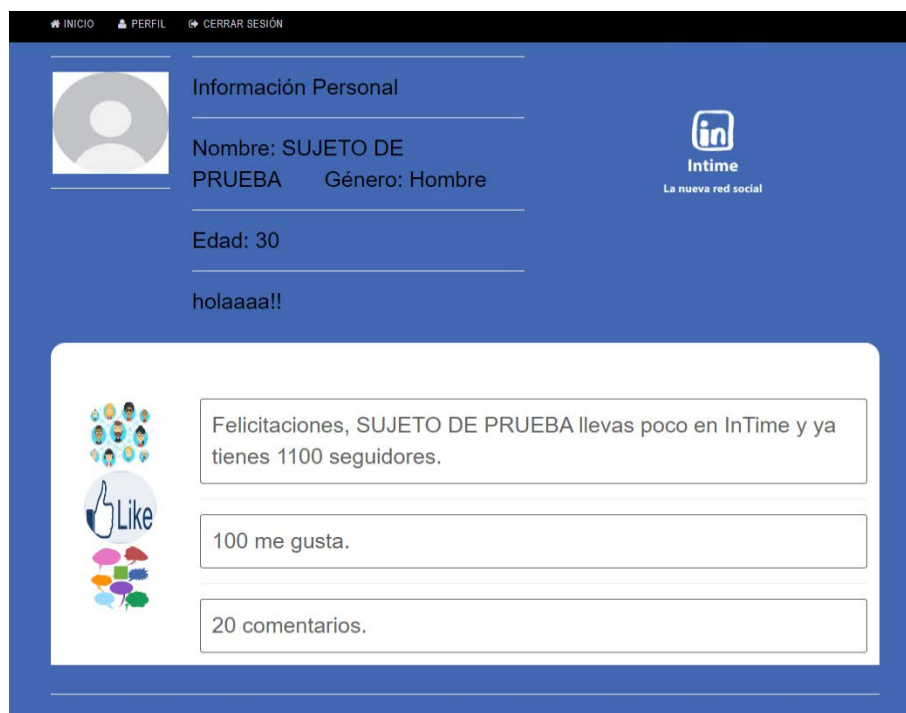 INICIO PERFIL CERRAR SESIÓN
Información Personal
Nombre: SUJETO DE
PRUEBA Género: Hombre
Edad: 30
holaaaa!!
in
Intime
La nueva red social
Felicitaciones, SUJETO DE PRUEBA llevas poco en InTime y ya
tienes 1100 seguidores.
Like
100 me gusta.
20 comentarios.